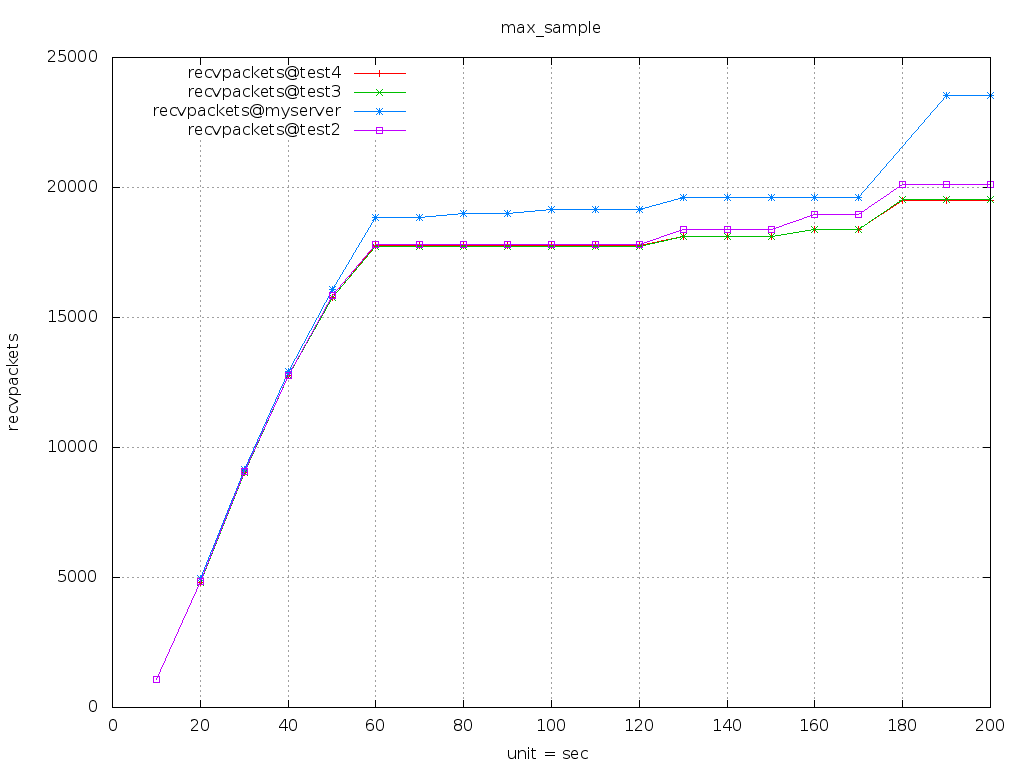 max_sample
25000
20000
15000
10000
5000
0
recvpackets@test4
recvpackets@test3
recvpackets@myserver
recvpackets@test2
recvpackets
0 20 40 60 80 100 120 140 160 180 200
unit = sec